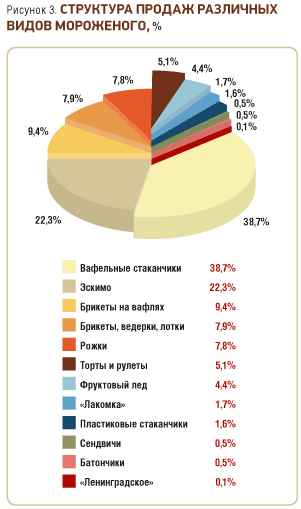 Рисунок 3. СТРУКТУРА ПРОДАЖ РАЗЛИЧНЫХ
ВИДОВ МОРОЖЕНОГО, %
5,1%
4,4%
7,8%
1,7%
1,6%
7,9%
0,5%
0,5%
9,4%
0,1%
22,3%
38,7%
Вафельные стаканчики 38,7%
Эскимо 22,3%
Брикеты на вафлях 9,4%
Брикеты, ведерки, лотки 7,9%
Рожки 7,8%
Торты и рулеты 5,1%
Фруктовый лед 4,4%
«Лакомка» 1,7%
Пластиковые стаканчики 1,6%
Сендвичи 0,5%
Батончики 0,5%
«Ленинградское» 0,1%